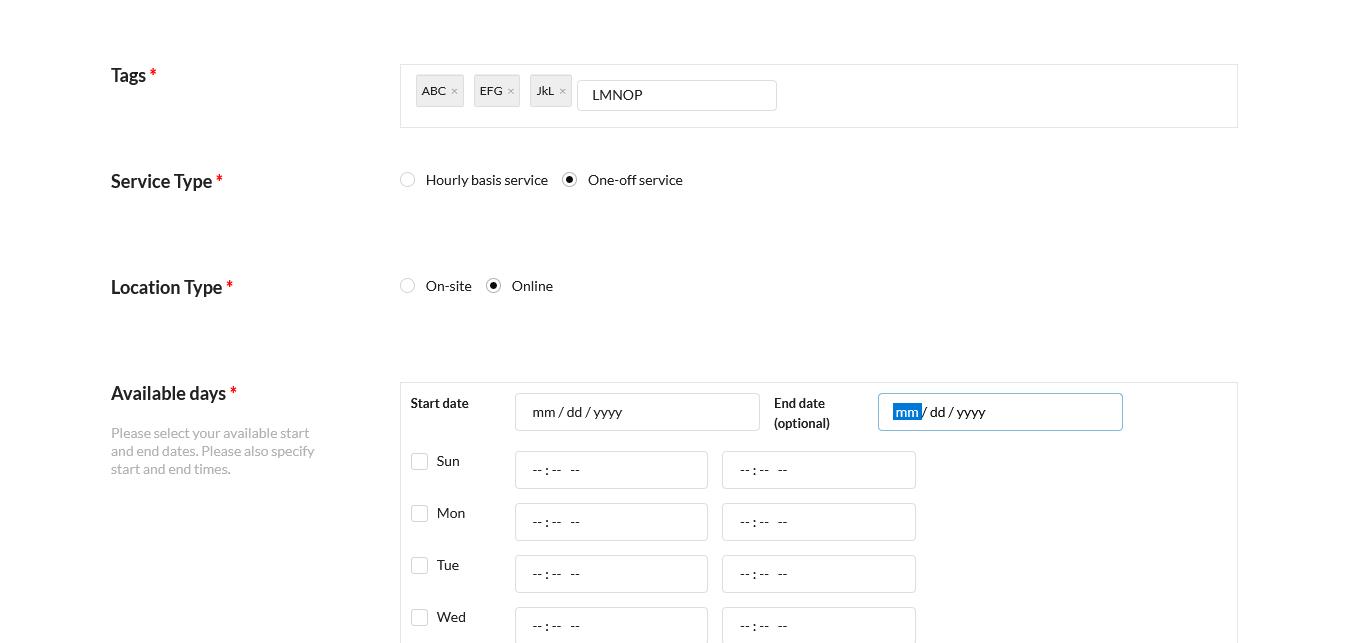 Tags *
ABC × EFG × JkL × LMNOP
Service Type *
Hourly basis service One-off service
Location Type *
On-site Online
Available days *
Please select your available start
and end dates. Please also specify
start and end times.
Start date mm / dd / yyyy End date
(optional) mm / dd / yyyy
Sun --:-- -- --:-- --
Mon --:-- -- --:-- --
Tue --:-- -- --:-- --
Wed --:-- -- --:-- --